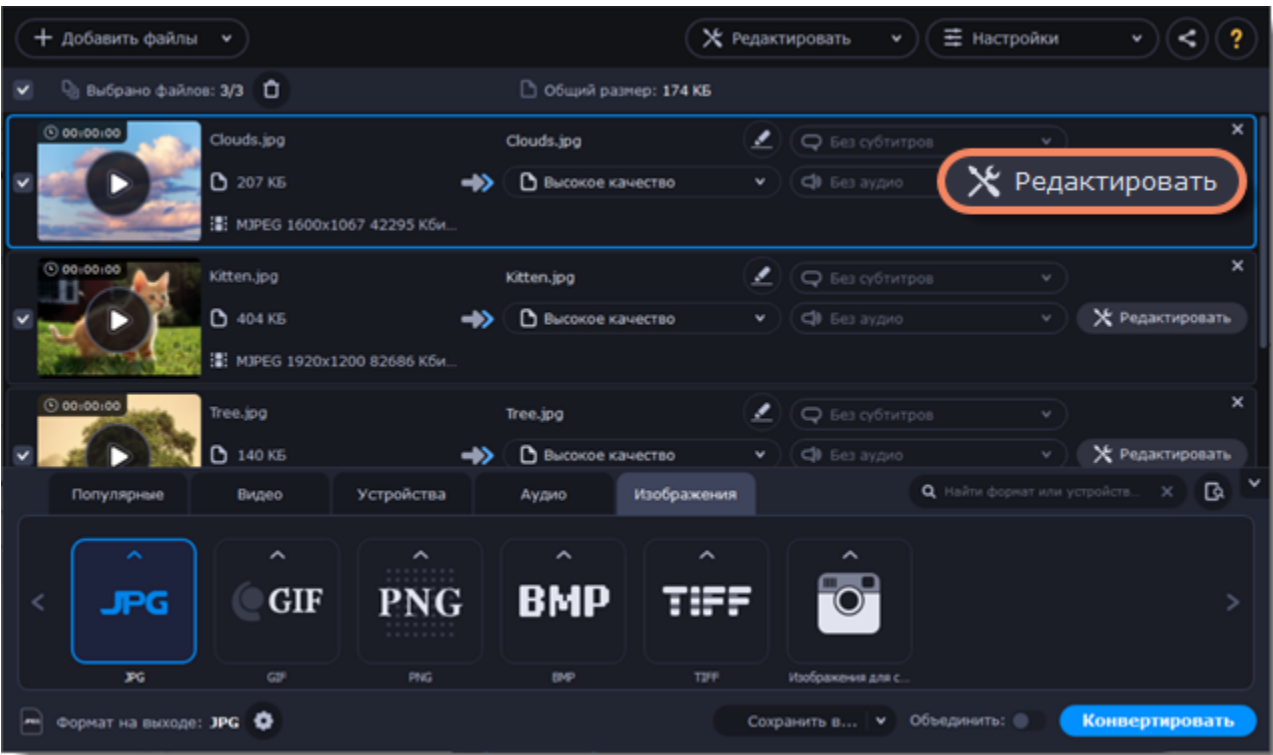 Добавить файлы
Редактировать
Настройки
?
Выбрано файлов: 3/3
Общий размер: 174 КБ
00:00:00
Clouds.jpg
Clouds.jpg
Без субтитров
207 КБ
Высокое качество
Без аудио
Редактировать
MJPEG 1600x1067 42295 Кби...
00:00:00
Kitten.jpg
Kitten.jpg
Без субтитров
404 КБ
Высокое качество
Без аудио
Редактировать
MJPEG 1920x1200 82686 Кби...
00:00:00
Tree.jpg
Tree.jpg
Без субтитров
140 КБ
Высокое качество
Без аудио
Редактировать
Популярные
Видео
Устройства
Аудио
Изображения
Найти формат или устройств...
JPG
GIF
PNG
BMP
TIFF
JPG
GIF
PNG
BMP
TIFF
Изображения для с...
Формат на выходе: JPG
Сохранить в...
Объединить:
Конвертировать